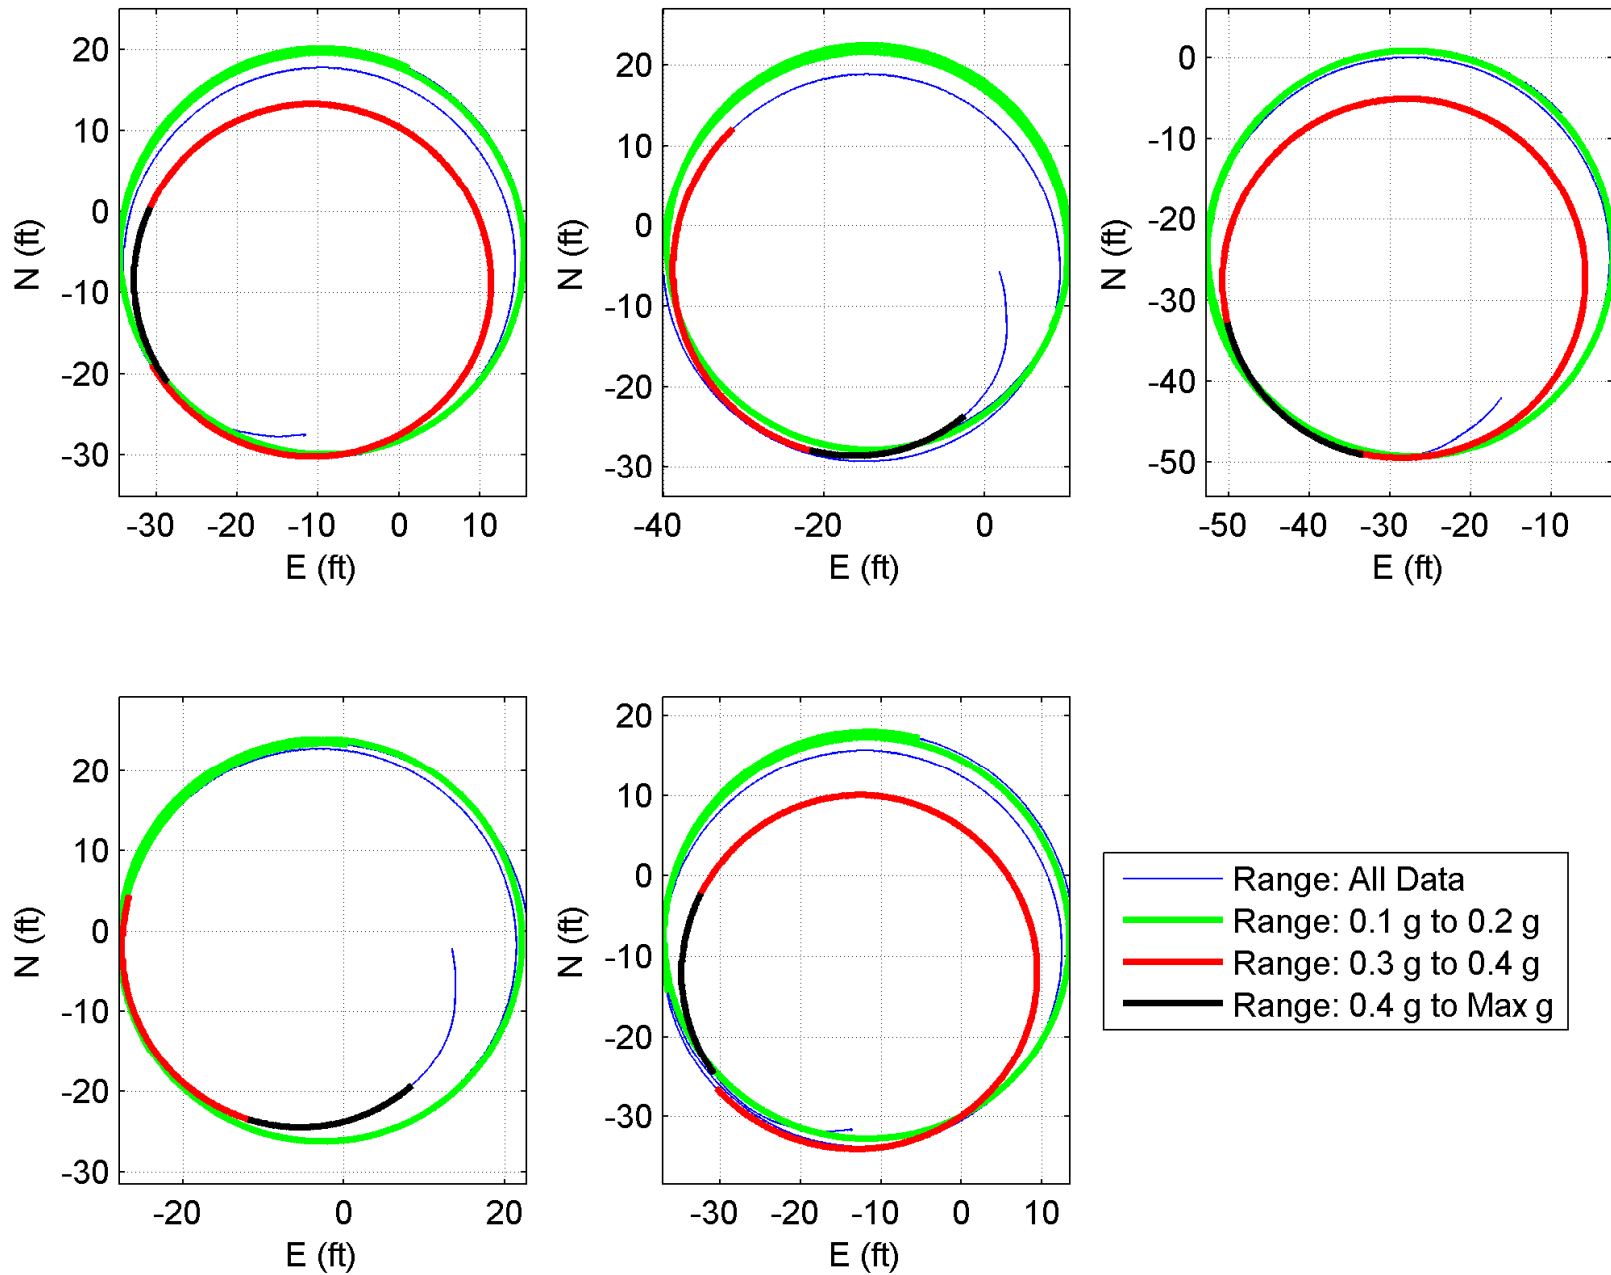 20
10
0
-10
-20
-30
N (ft)
-30 -20 -10 0 10
E (ft)
20
10
0
-10
-20
-30
N (ft)
-40 -20 0
E (ft)
0
-10
-20
-30
-40
-50
N (ft)
-50 -40 -30 -20 -10
E (ft)
20
10
0
-10
-20
-30
N (ft)
-20 0 20
E (ft)
20
10
0
-10
-20
-30
N (ft)
-30 -20 -10 0 10
E (ft)
Range: All Data
Range: 0.1 g to 0.2 g
Range: 0.3 g to 0.4 g
Range: 0.4 g to Max g